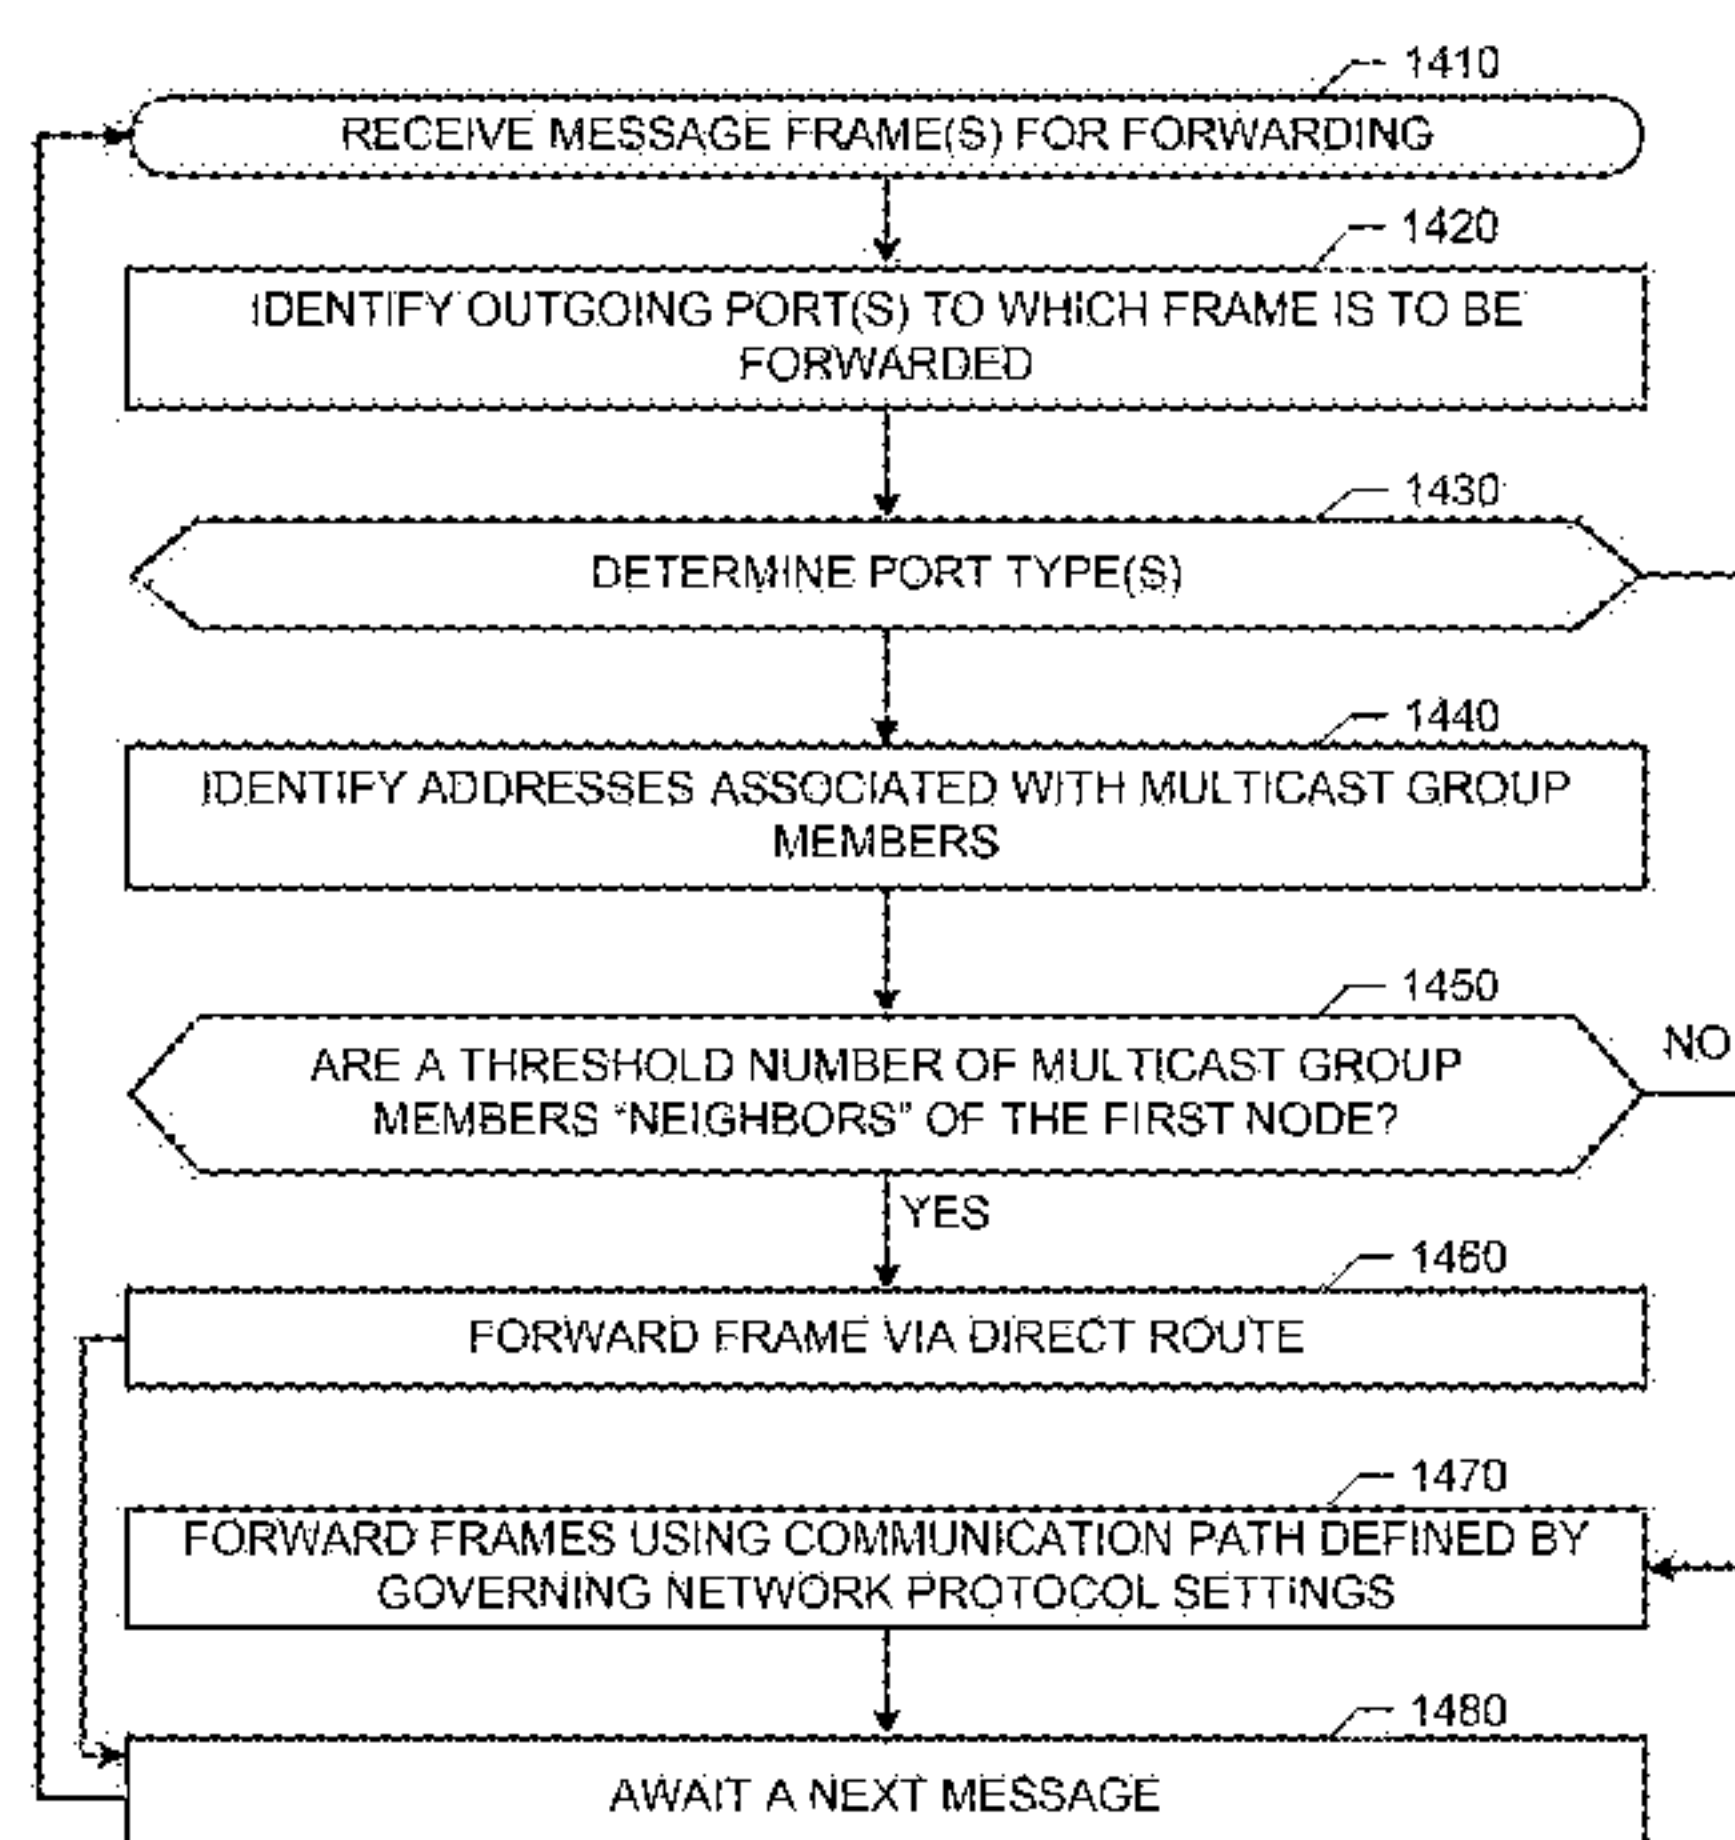 1410
RECEIVE MESSAGE FRAME(S) FOR FORWARDING
1420
IDENTIFY OUTGOING PORT(S) TO WHICH FRAME IS TO BE
FORWARDED
1430
DETERMINE PORT TYPE(S)
1440
IDENTIFY ADDRESSES ASSOCIATED WITH MULTICAST GROUP
MEMBERS
1450
NO
ARE A THRESHOLD NUMBER OF MULTICAST GROUP
MEMBERS "NEIGHBORS" OF THE FIRST NODE?
YES
1460
FORWARD FRAME VIA DIRECT ROUTE
1470
FORWARD FRAMES USING COMMUNICATION PATH DEFINED BY
GOVERNING NETWORK PROTOCOL SETTINGS
1480
AWAIT A NEXT MESSAGE